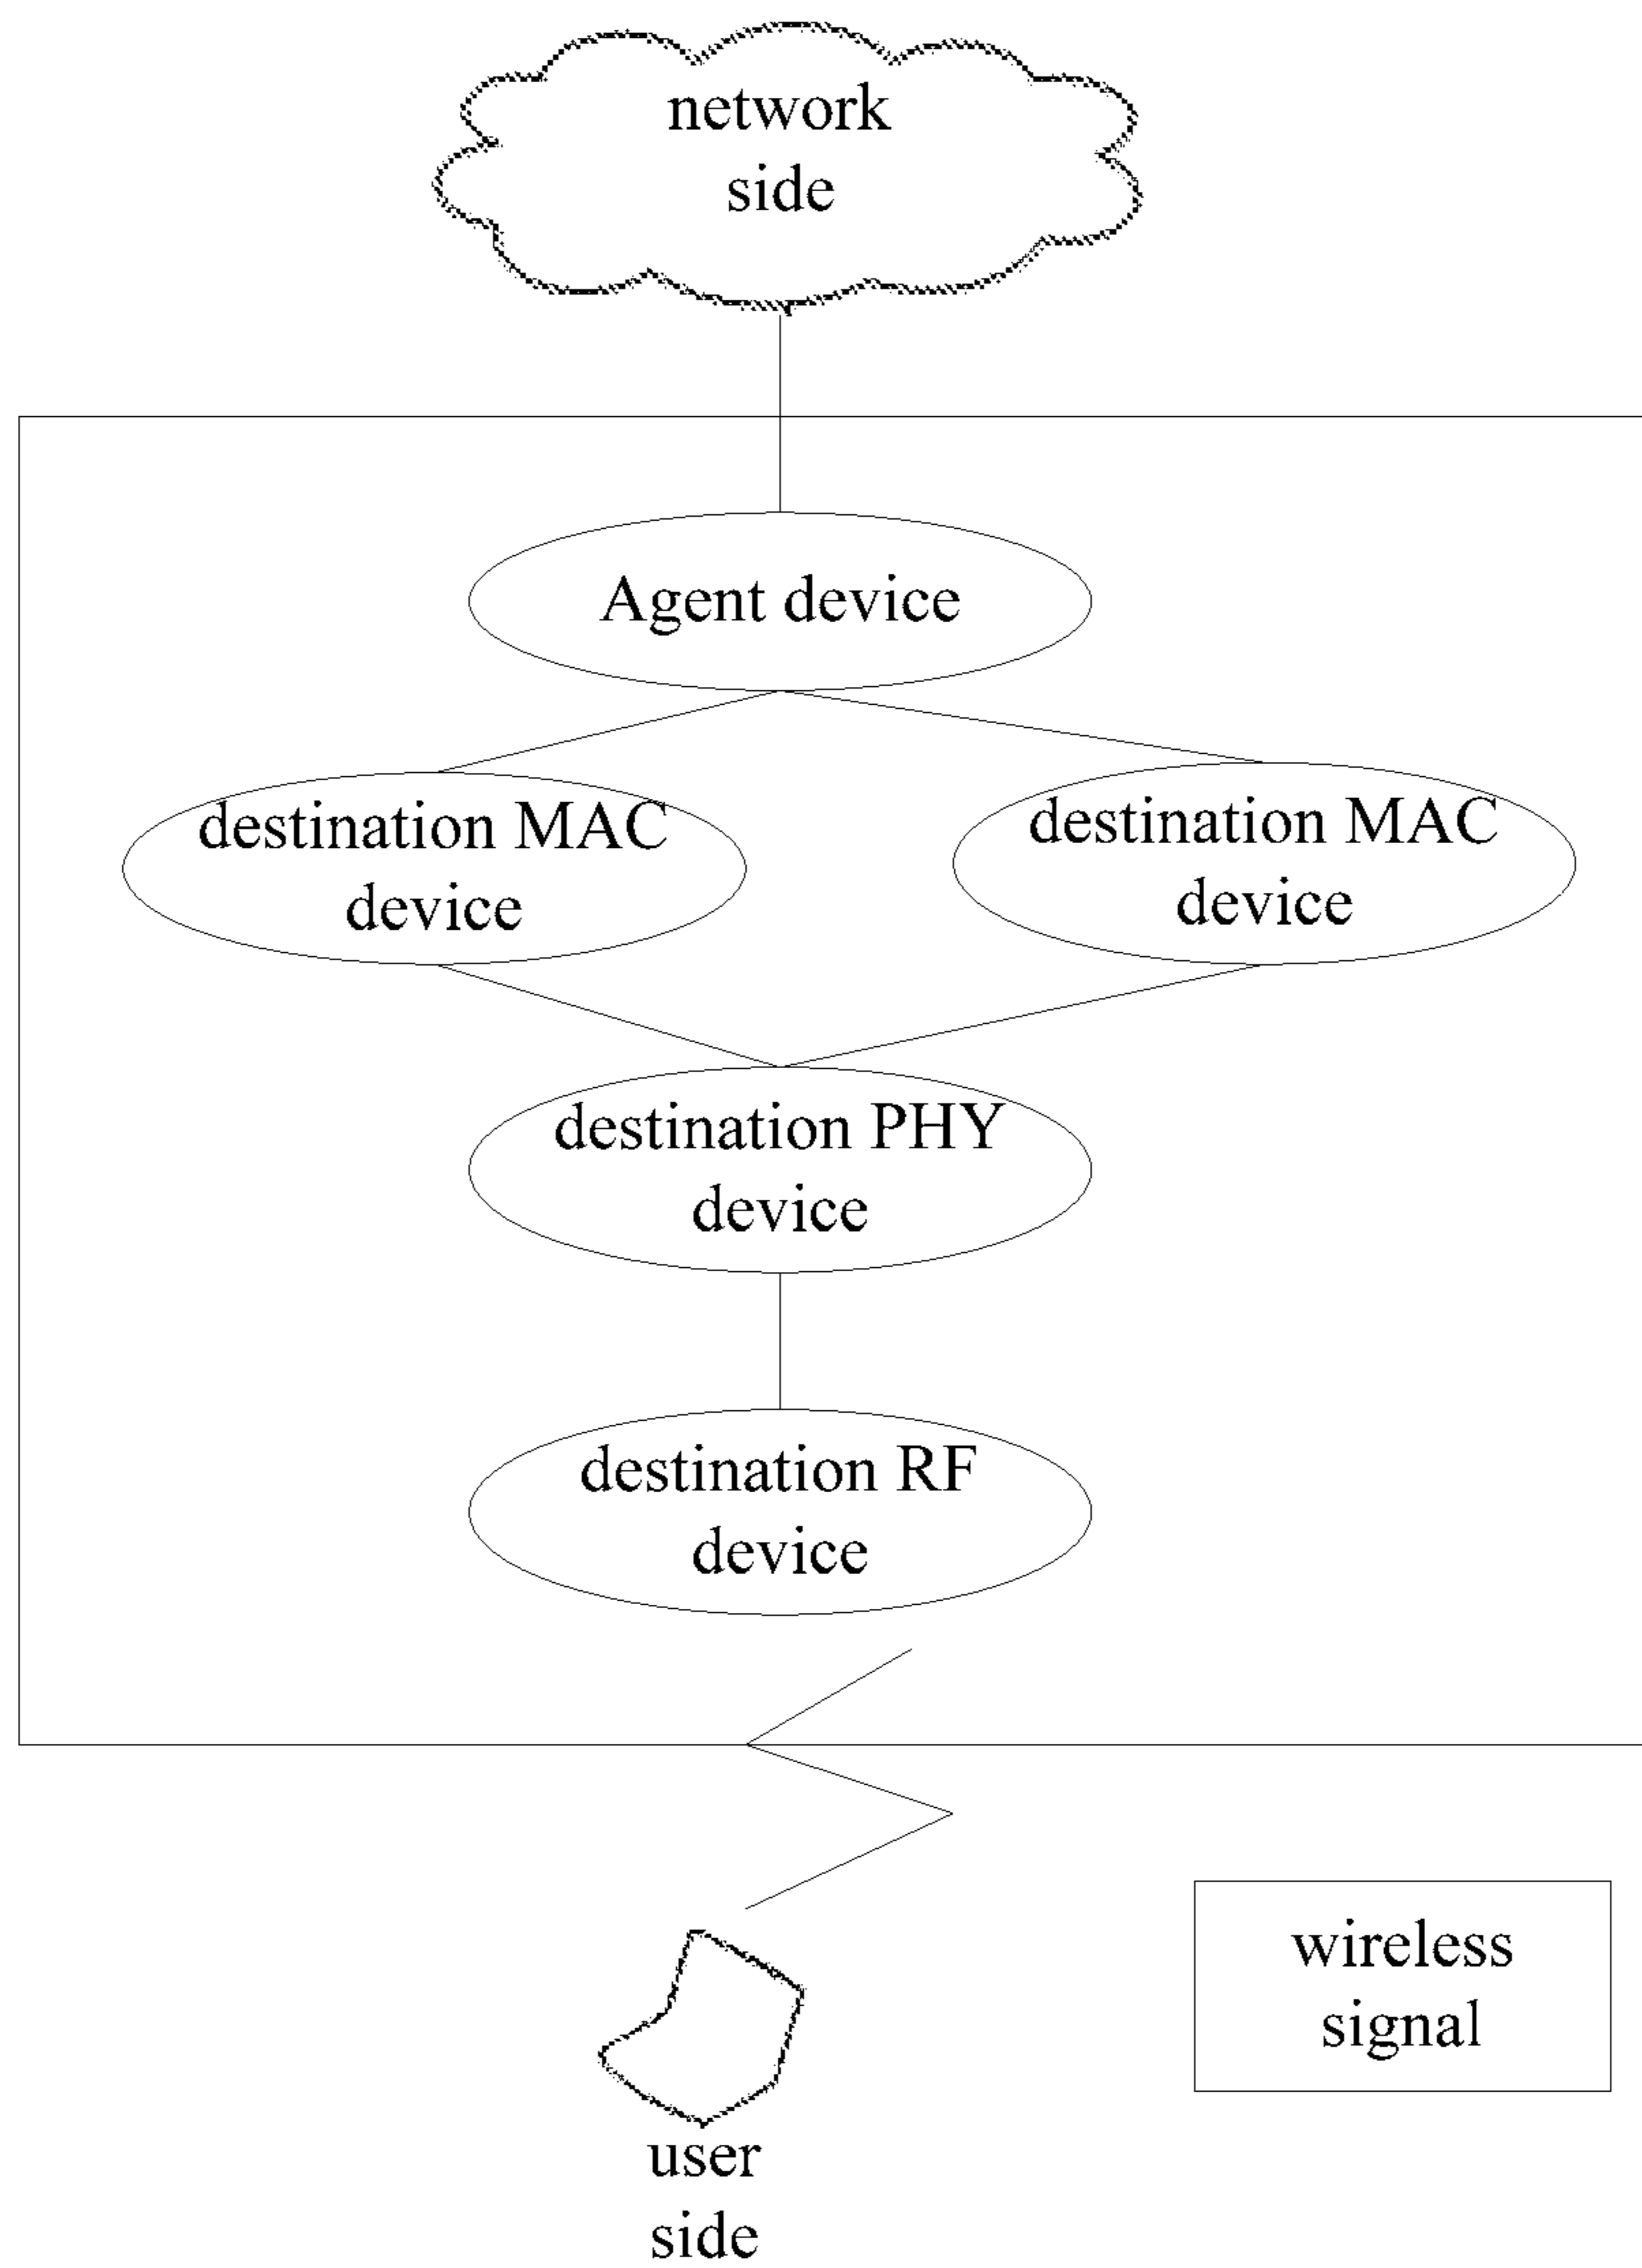 network
side
Agent device
destination MAC
device
destination MAC
device
destination PHY
device
destination RF
device
wireless
signal
user
side